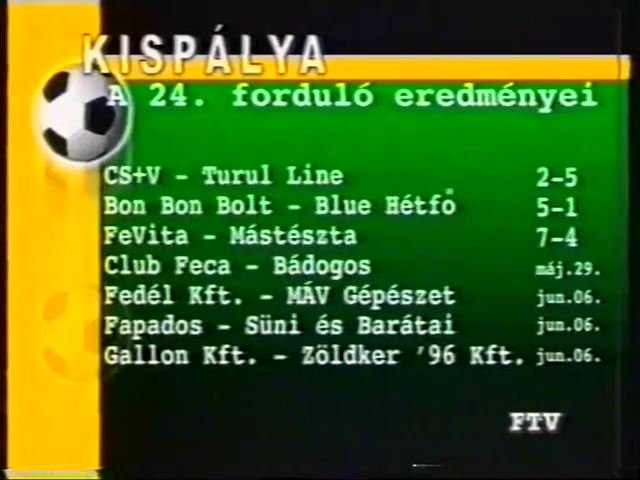 KISPÁLYA
A 24. forduló eredményei
CS+V - Turul Line 2-5
Bon Bon Bolt - Blue Hétfő 5-1
FeVita - Mástészta 7-4
Club Feca - Bádogos máj.29.
Fedél Kft. - MÁV Gépészet jun.06.
Fapados - Süni és Barátai jun.06.
Gallon Kft. - Zöldker '96 Kft. jun.06.
FTV